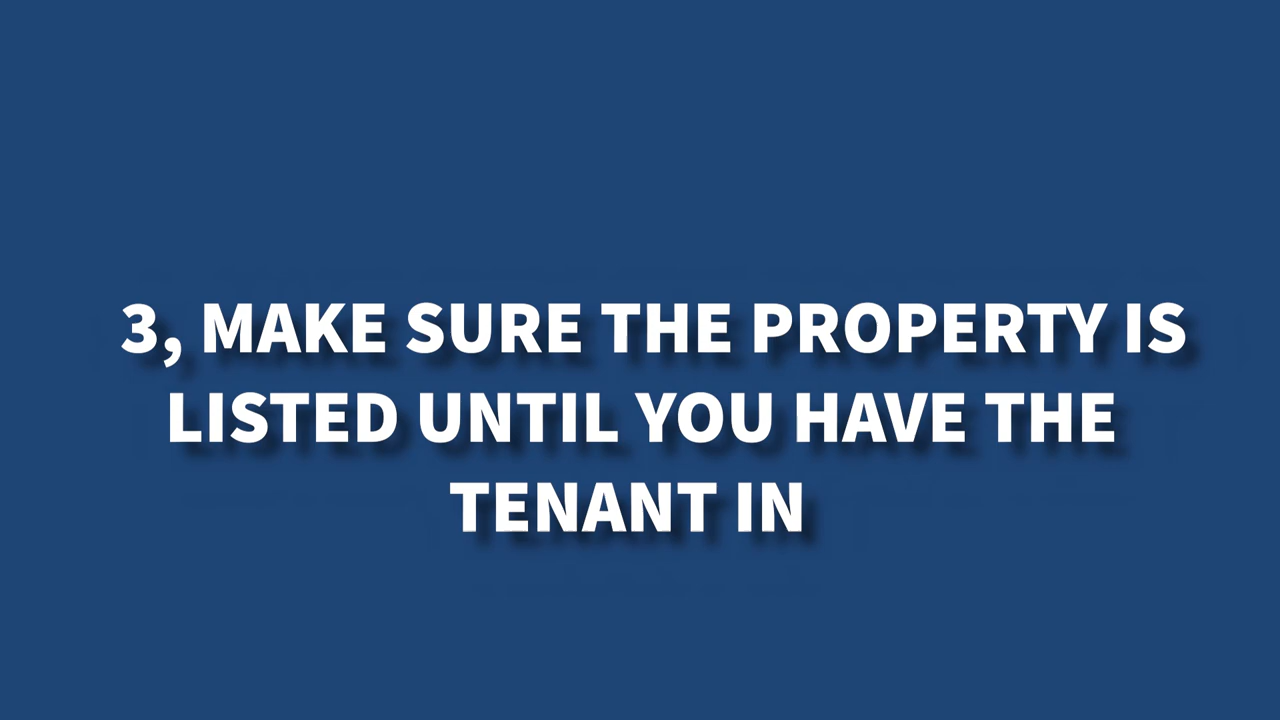 3, MAKE SURE THE PROPERTY IS
LISTED UNTIL YOU HAVE THE
TENANT IN